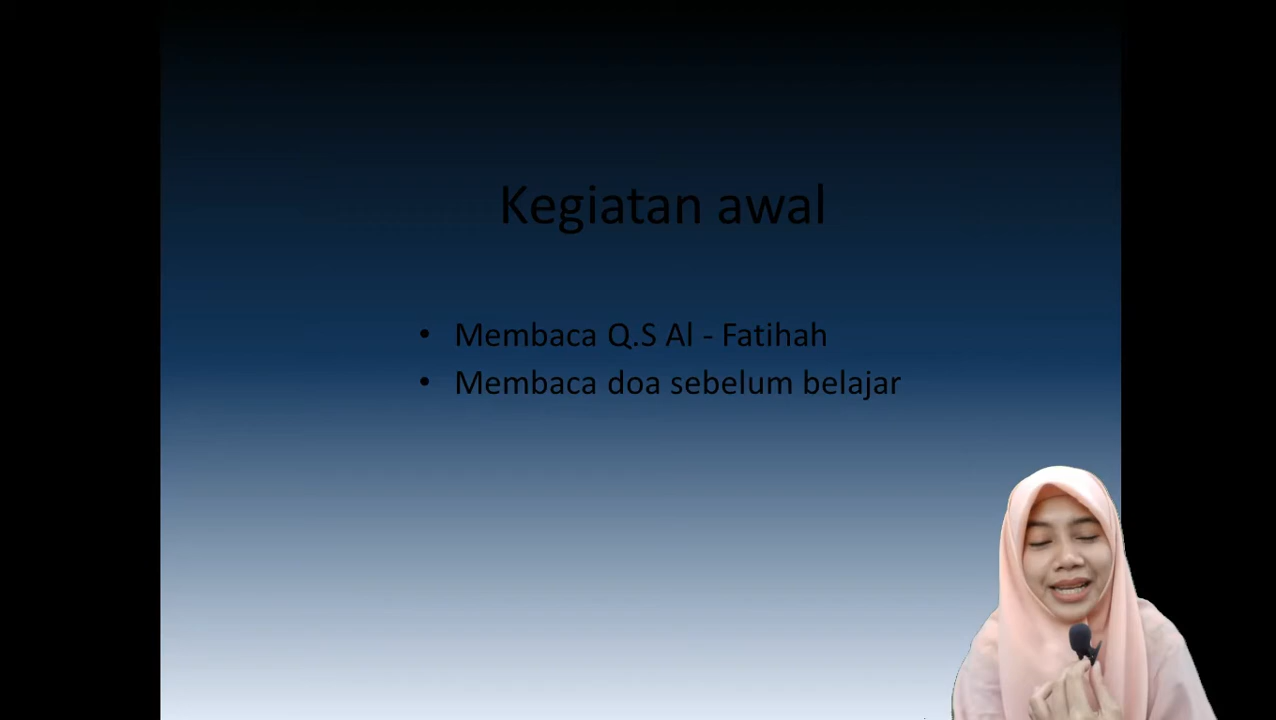 Kegiatan awal
• Membaca Q.S Al - Fatihah
• Membaca doa sebelum belajar